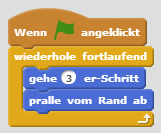 Wenn angeklickt
wiederhole fortlaufend
gehe 3 er-Schritt
pralle vom Rand ab